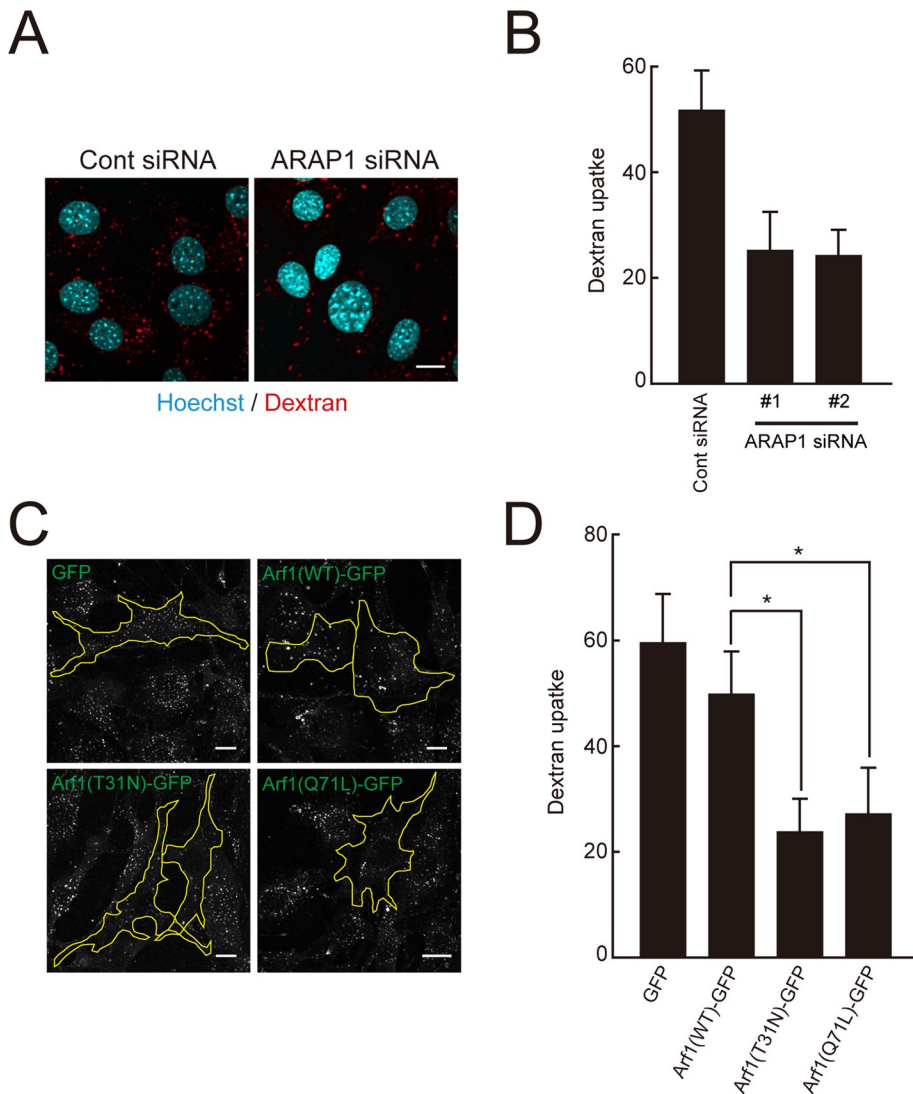 A
Cont siRNA
ARAP1 siRNA
Hoechst / Dextran
B
Dextran upatke
60
40
20
0
Cont siRNA
#1
#2
ARAP1 siRNA
C
GFP
Arf1(WT)-GFP
Arf1(T31N)-GFP
Arf1(Q71L)-GFP
D
Dextran upatke
80
60
40
20
0
*
*
GFP
Arf1(WT)-GFP
Arf1(T31N)-GFP
Arf1(Q71L)-GFP